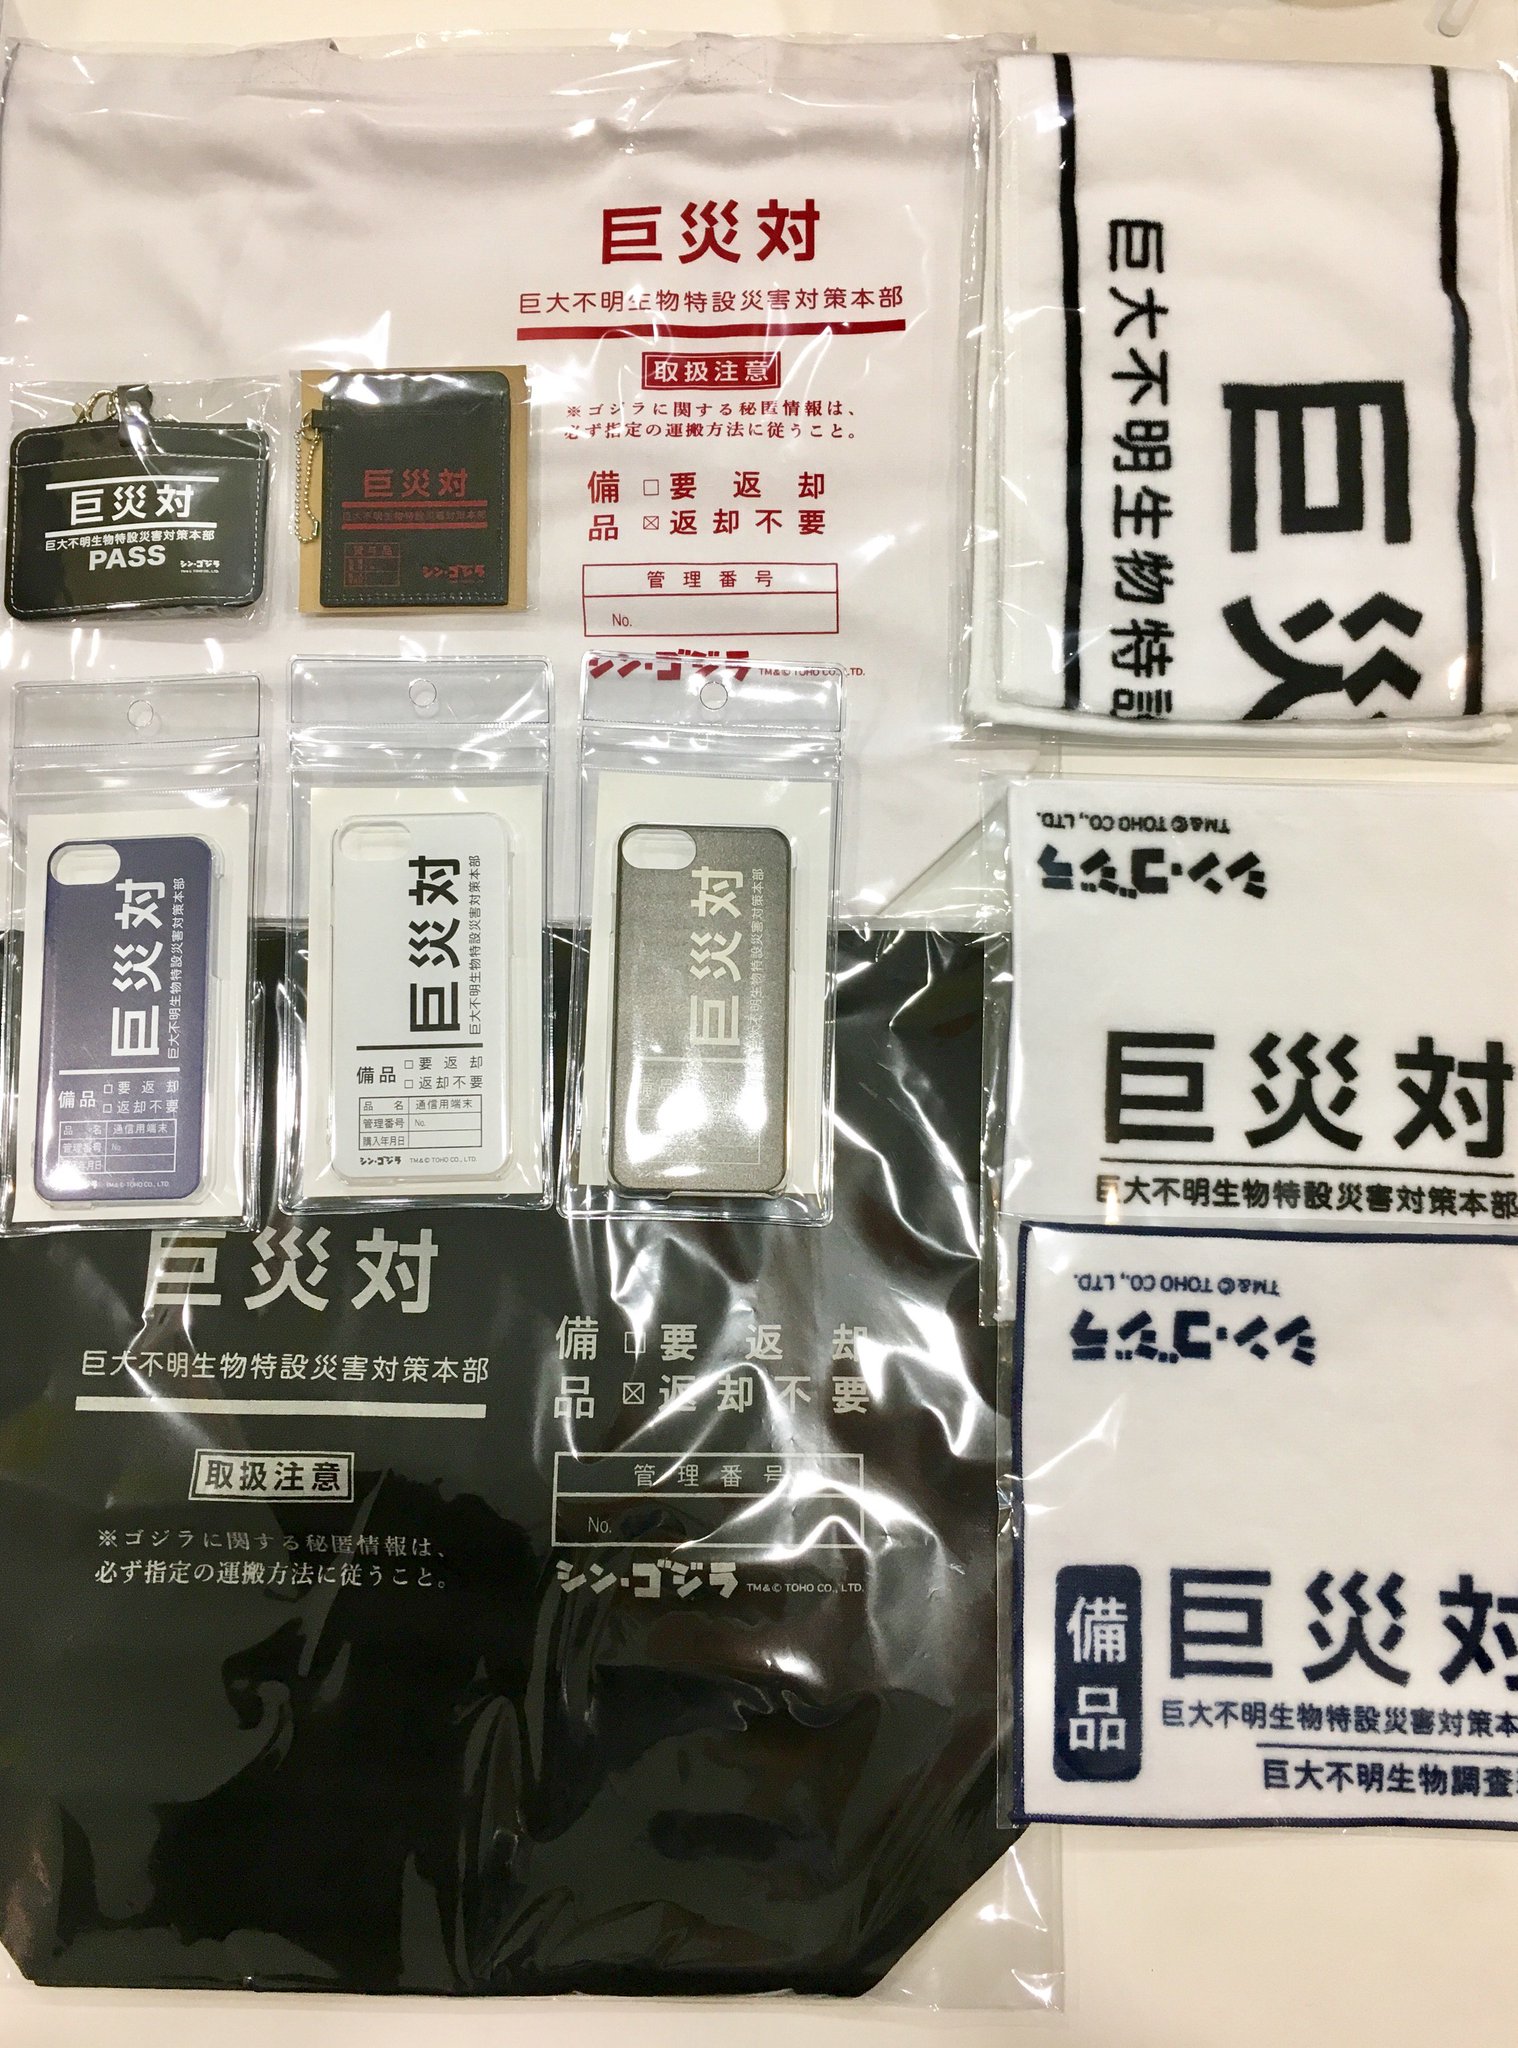 巨災対
巨大不明生物特設災害対策本部
取扱注意
※ゴジラに関する秘匿情報は、
必ず指定の運搬方法に従うこと。
備品
□要返却
☒返却不要
管理番号
No.
シン・ゴジラ TM&© TOHO CO., LTD.
巨災対
巨大不明生物特設災害対策本部
PASS
シン・ゴジラ
TM&© TOHO CO., LTD.
巨災対
巨大不明生物特設災害対策本部
貸与品
シン・ゴジラ
巨災対
巨大不明生物特設災害対策本部
備品
□要返却
□返却不要
品名 通信用端末
管理番号 No.
TM&© TOHO CO., LTD.
巨災対
巨大不明生物特設災害対策本部
備品
□要返却
□返却不要
品名 通信用端末
管理番号 No.
購入年月日
シン・ゴジラ TM&© TOHO CO., LTD.
巨災対
巨大不明生物特設災害対策本部
巨災対
巨大不明生物特設災害対策本部
取扱注意
※ゴジラに関する秘匿情報は、
必ず指定の運搬方法に従うこと。
備品
□要返却
☒返却不要
管理番号
No.
シン・ゴジラ TM&© TOHO CO., LTD.
巨災
巨大不明生物特設
シン・ゴジラ
TM&© TOHO CO., LTD.
巨災対
巨大不明生物特設災害対策本部
シン・ゴジラ
TM&© TOHO CO., LTD.
備品
巨災対
巨大不明生物特設災害対策本
巨大不明生物調査